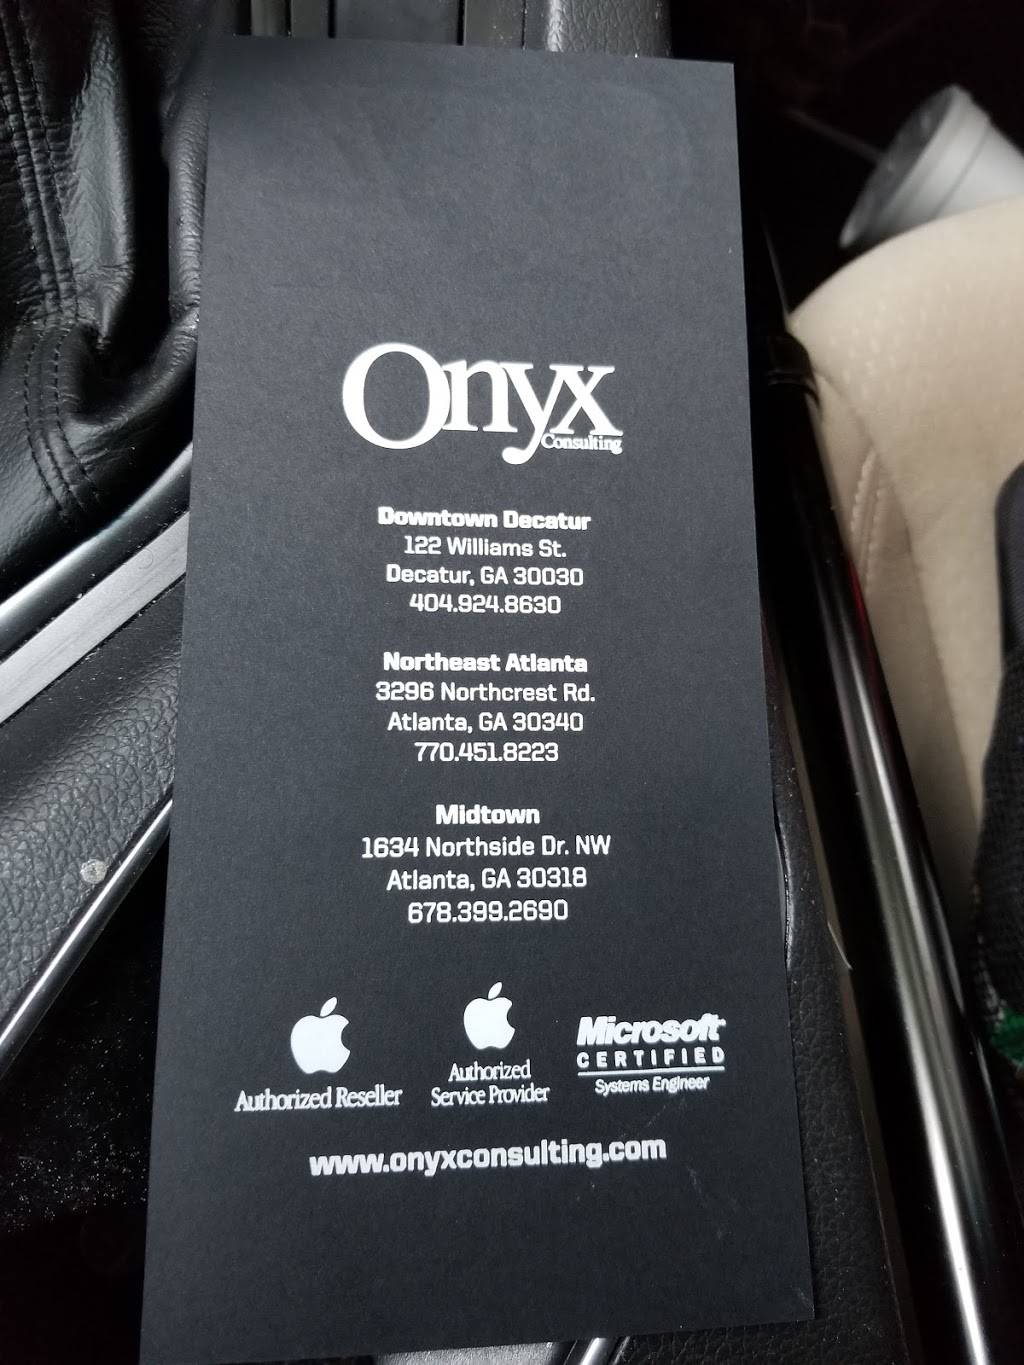 Onyx
Consulting
Downtown Decatur
122 Williams St.
Decatur, GA 30030
404.924.8630
Northeast Atlanta
3296 Northcrest Rd.
Atlanta, GA 30340
770.451.8223
Midtown
1634 Northside Dr. NW
Atlanta, GA 30318
678.399.2690
Authorized Reseller
Authorized
Service Provider
Microsoft
CERTIFIED
Systems Engineer
www.onyxconsulting.com